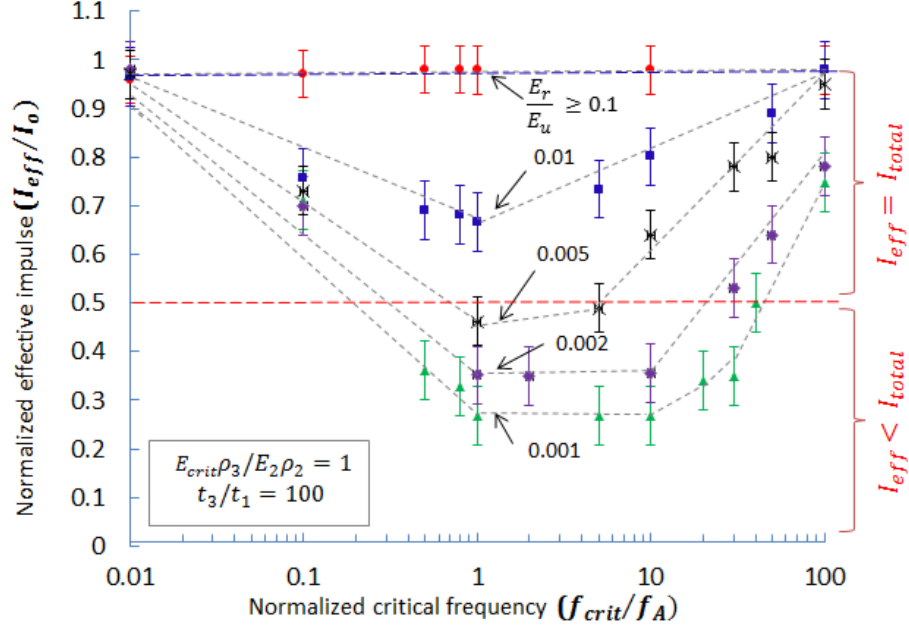 1.1
1
0.9
0.8
0.7
0.6
0.5
0.4
0.3
0.2
0.1
0
Normalized effective impulse (I_eff/I_o)
E_r/E_u ≥ 0.1
0.01
0.005
0.002
0.001
E_crit ρ_3/E_2 ρ_2 = 1
t_3/t_1 = 100
I_eff = I_total
I_eff < I_total
0.01 0.1 1 10 100
Normalized critical frequency (f_crit/f_A)